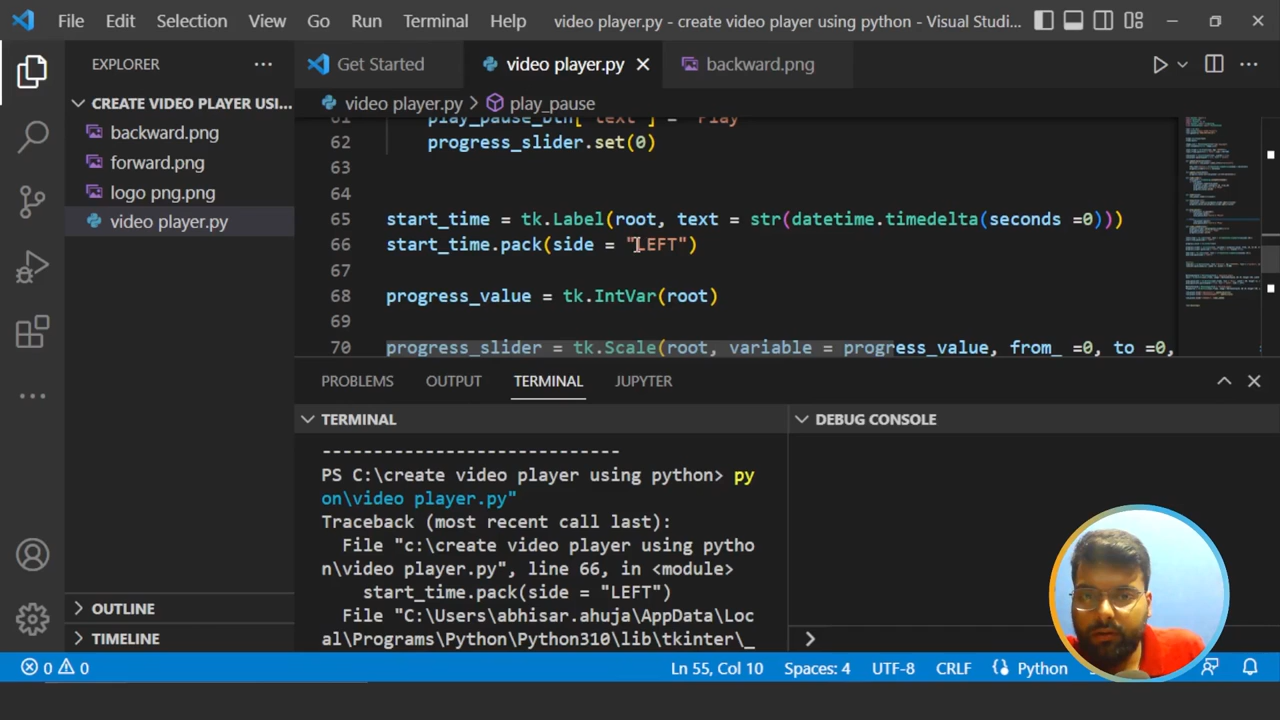 File Edit Selection View Go Run Terminal Help video player.py - create video player using python - Visual Studi...
EXPLORER
Get Started
video player.py
backward.png
CREATE VIDEO PLAYER USI...
backward.png
forward.png
logo png.png
video player.py
OUTLINE
TIMELINE
video player.py > play_pause
61 play_pause_btn["text"] = "Play"
62 progress_slider.set(0)
63
64
65 start_time = tk.Label(root, text = str(datetime.timedelta(seconds =0)))
66 start_time.pack(side = "LEFT")
67
68 progress_value = tk.IntVar(root)
69
70 progress_slider = tk.Scale(root, variable = progress_value, from_ =0, to =0,
PROBLEMS OUTPUT TERMINAL JUPYTER
TERMINAL
----------------------------
PS C:\create video player using python> py
on\video player.py"
Traceback (most recent call last):
File "c:\create video player using pytho
n\video player.py", line 66, in <module>
start_time.pack(side = "LEFT")
File "C:\Users\abhisar.ahuja\AppData\Loc
al\Programs\Python\Python310\lib\tkinter\_
DEBUG CONSOLE
>
0 0
Ln 55, Col 10 Spaces: 4 UTF-8 CRLF Python